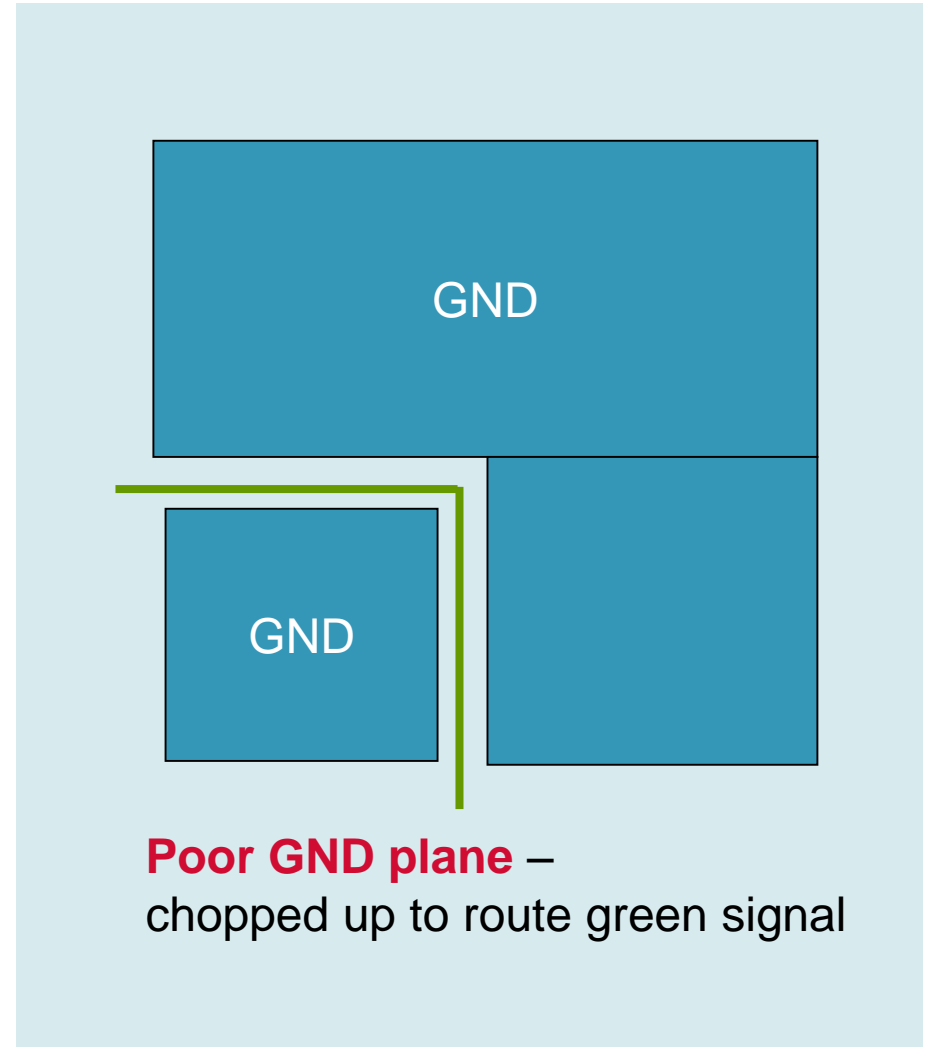 GND
GND
Poor GND plane –
chopped up to route green signal